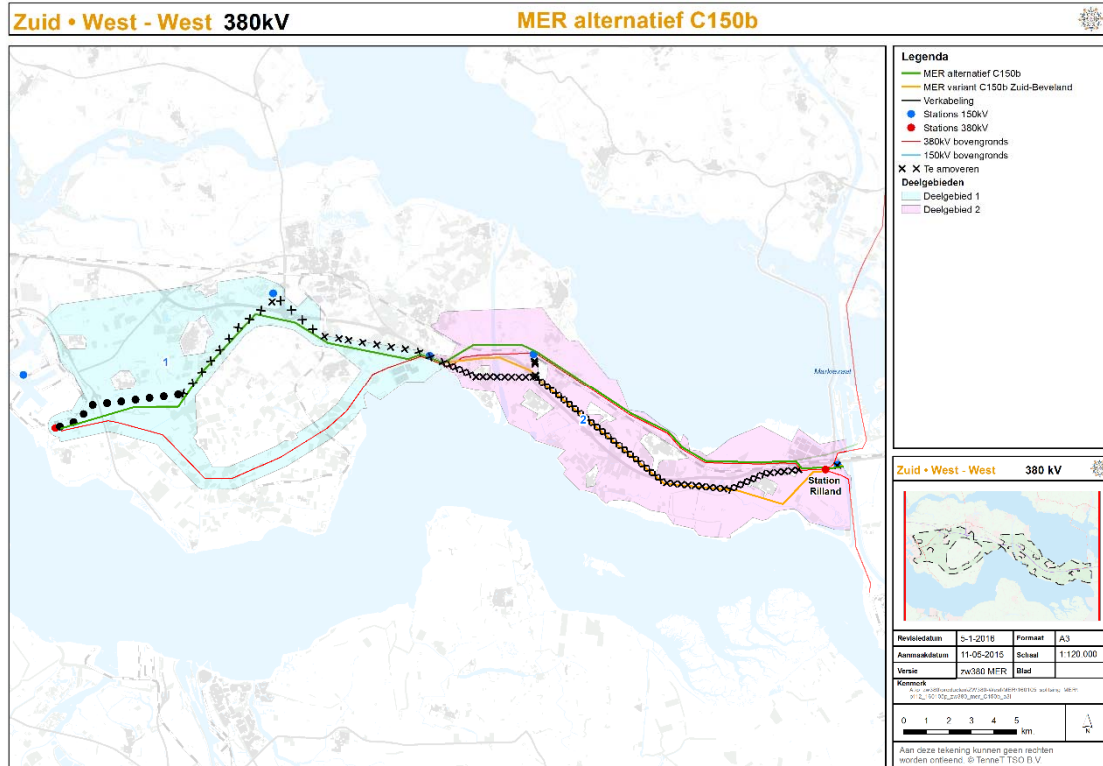 Zuid • West - West 380kV
MER alternatief C150b
Legenda
MER alternatief C150b
MER variant C150b Zuid-Beveland
Verkabeling
Stations 150kV
Stations 380kV
380kV bovengronds
150kV bovengronds
Te amoveren
Deelgebieden
Deelgebied 1
Deelgebied 2
1
2
Markiezaat
Station
Rilland
Zuid • West - West 380 kV
Revisiedatum 5-1-2016 Formaat A3
Aanmaakdatum 11-05-2015 Schaal 1:120.000
Versie zw380 MER Blad
Kenmerk
0 1 2 3 4 5
km
N
Aan deze tekening kunnen geen rechten
worden ontleend. © TenneT TSO B.V.